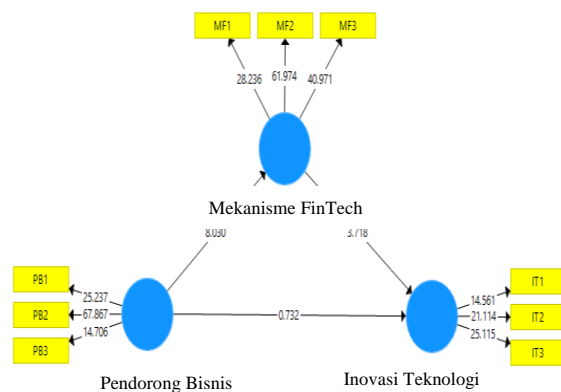 MF1 MF2 MF3
28.236 61.974 40.971
Mekanisme FinTech
8.030 3.718
PB1 25.237 14.561 IT1
PB2 67.867 0.732 21.114 IT2
PB3 14.706 25.115 IT3
Pendorong Bisnis Inovasi Teknologi